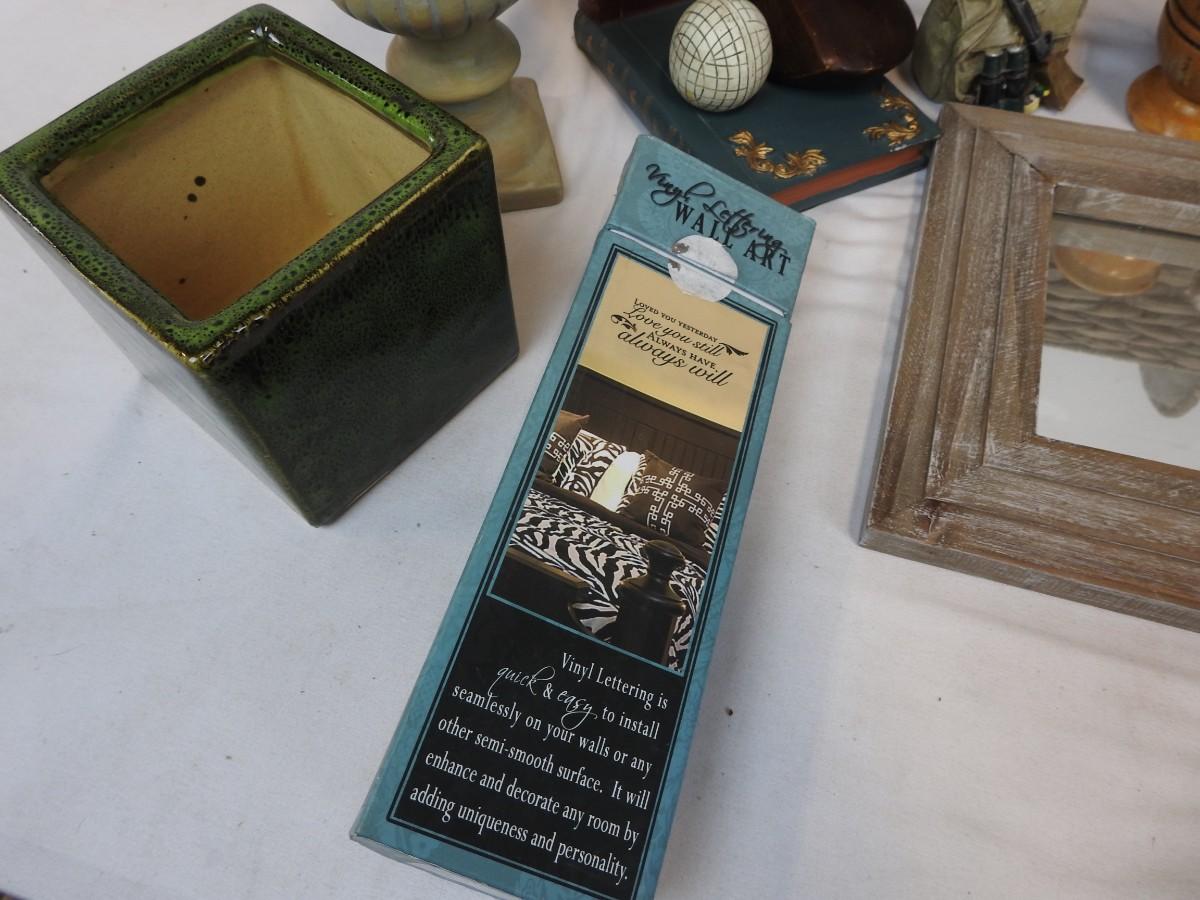 Vinyl Lettering
WALL ART
LOVED YOU YESTERDAY
Love you still
ALWAYS HAVE
always will
Vinyl Lettering is
quick & easy to install
seamlessly on your walls or any
other semi-smooth surface. It will
enhance and decorate any room by
adding uniqueness and personality.